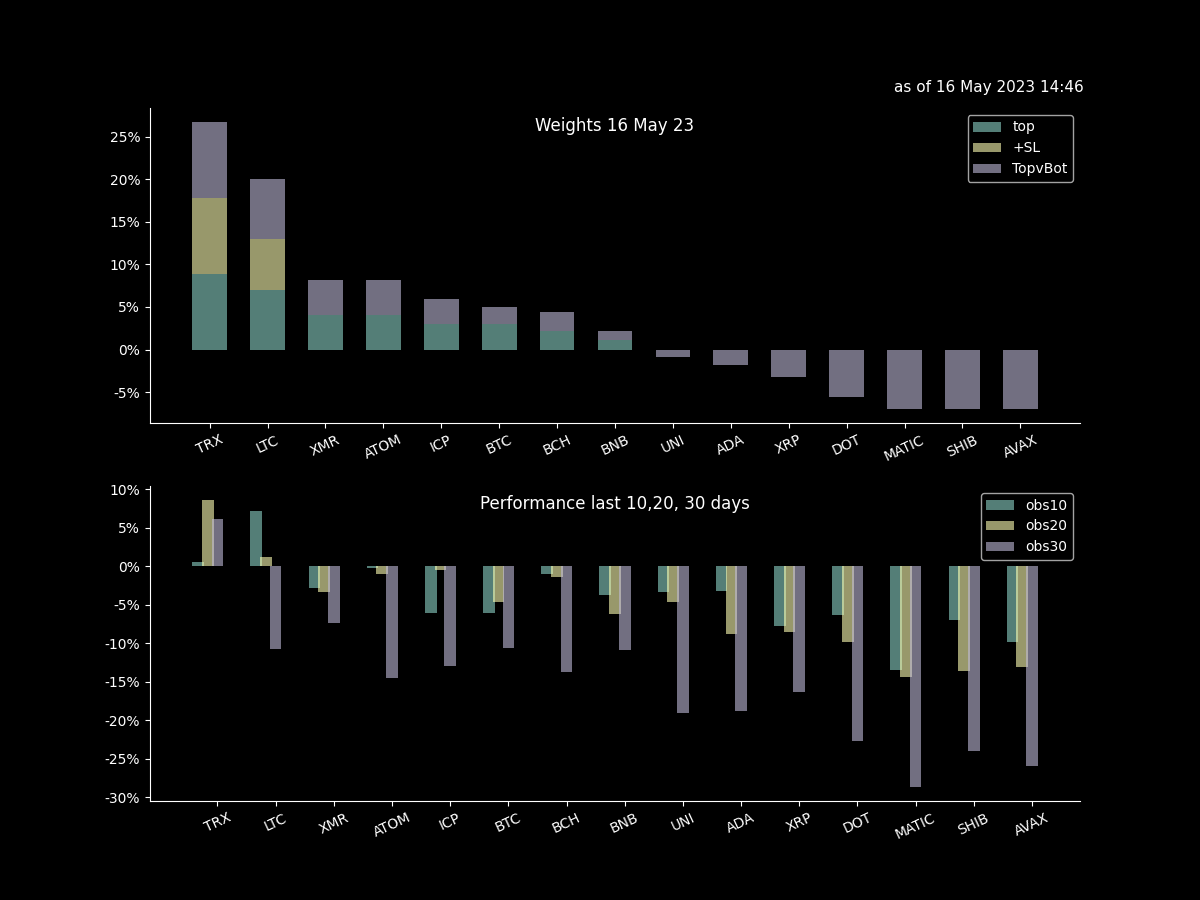 as of 16 May 2023 14:46
Weights 16 May 23
top
+SL
TopvBot
25%
20%
15%
10%
5%
0%
-5%
TRX LTC XMR ATOM ICP BTC BCH BNB UNI ADA XRP DOT MATIC SHIB AVAX
Performance last 10,20, 30 days
obs10
obs20
obs30
10%
5%
0%
-5%
-10%
-15%
-20%
-25%
-30%
TRX LTC XMR ATOM ICP BTC BCH BNB UNI ADA XRP DOT MATIC SHIB AVAX